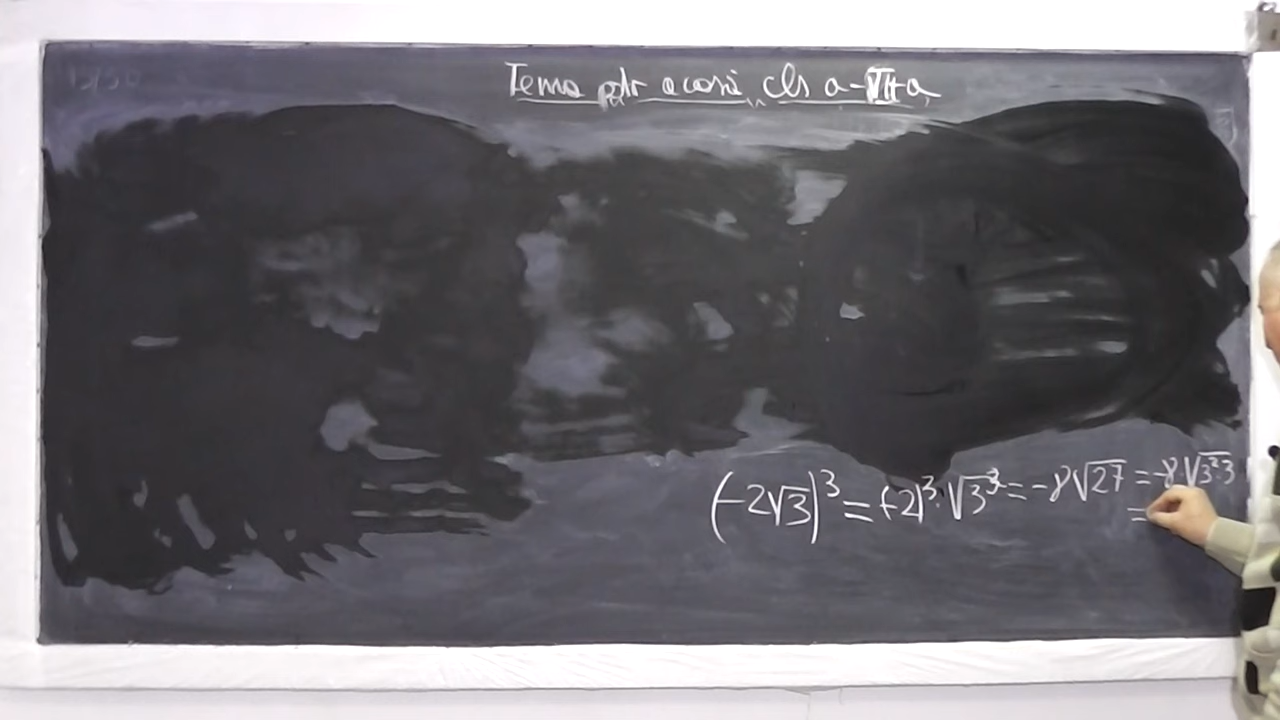 Tema ptr acasă cls a-VII-a
(-2√3)³ = (-2)³·√3³ = -8√27 = -8√3²·3
=